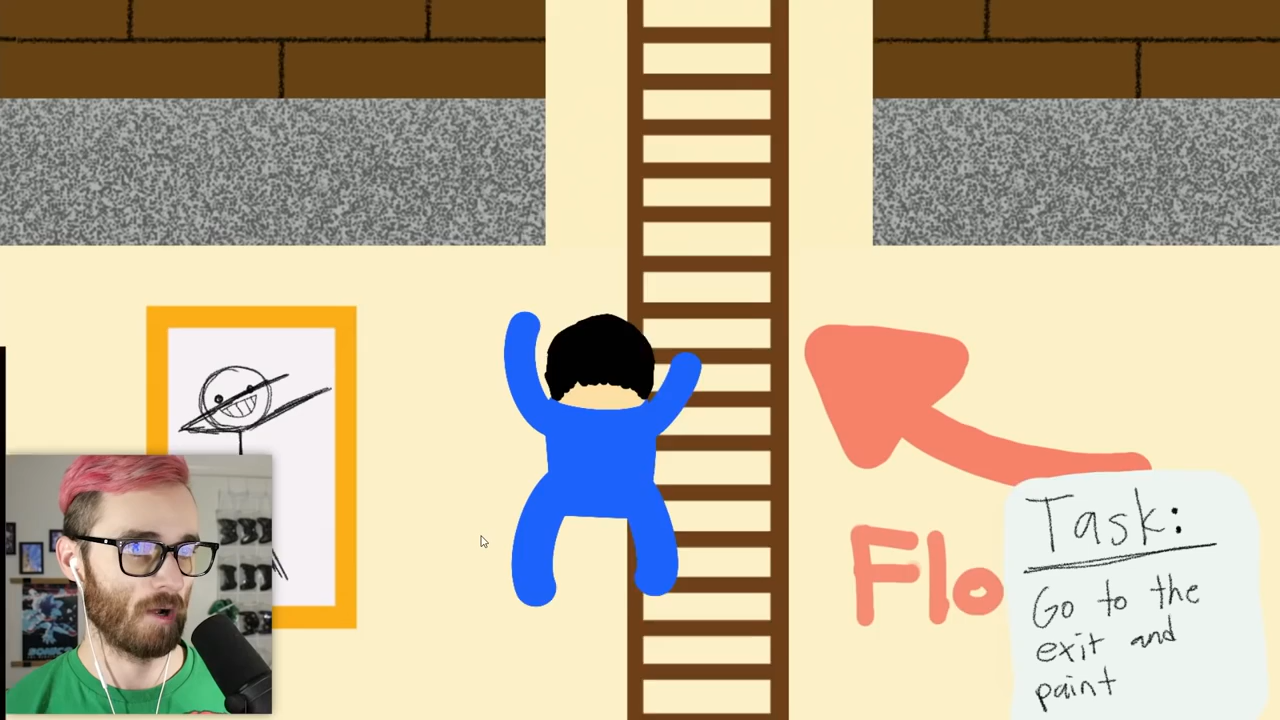 Flo
Task:
Go to the
exit and
paint